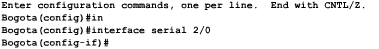 Enter configuration commands, one per line.  End with CNTL/Z.
Bogota(config)#in
Bogota(config)#interface serial 2/0
Bogota(config-if)#